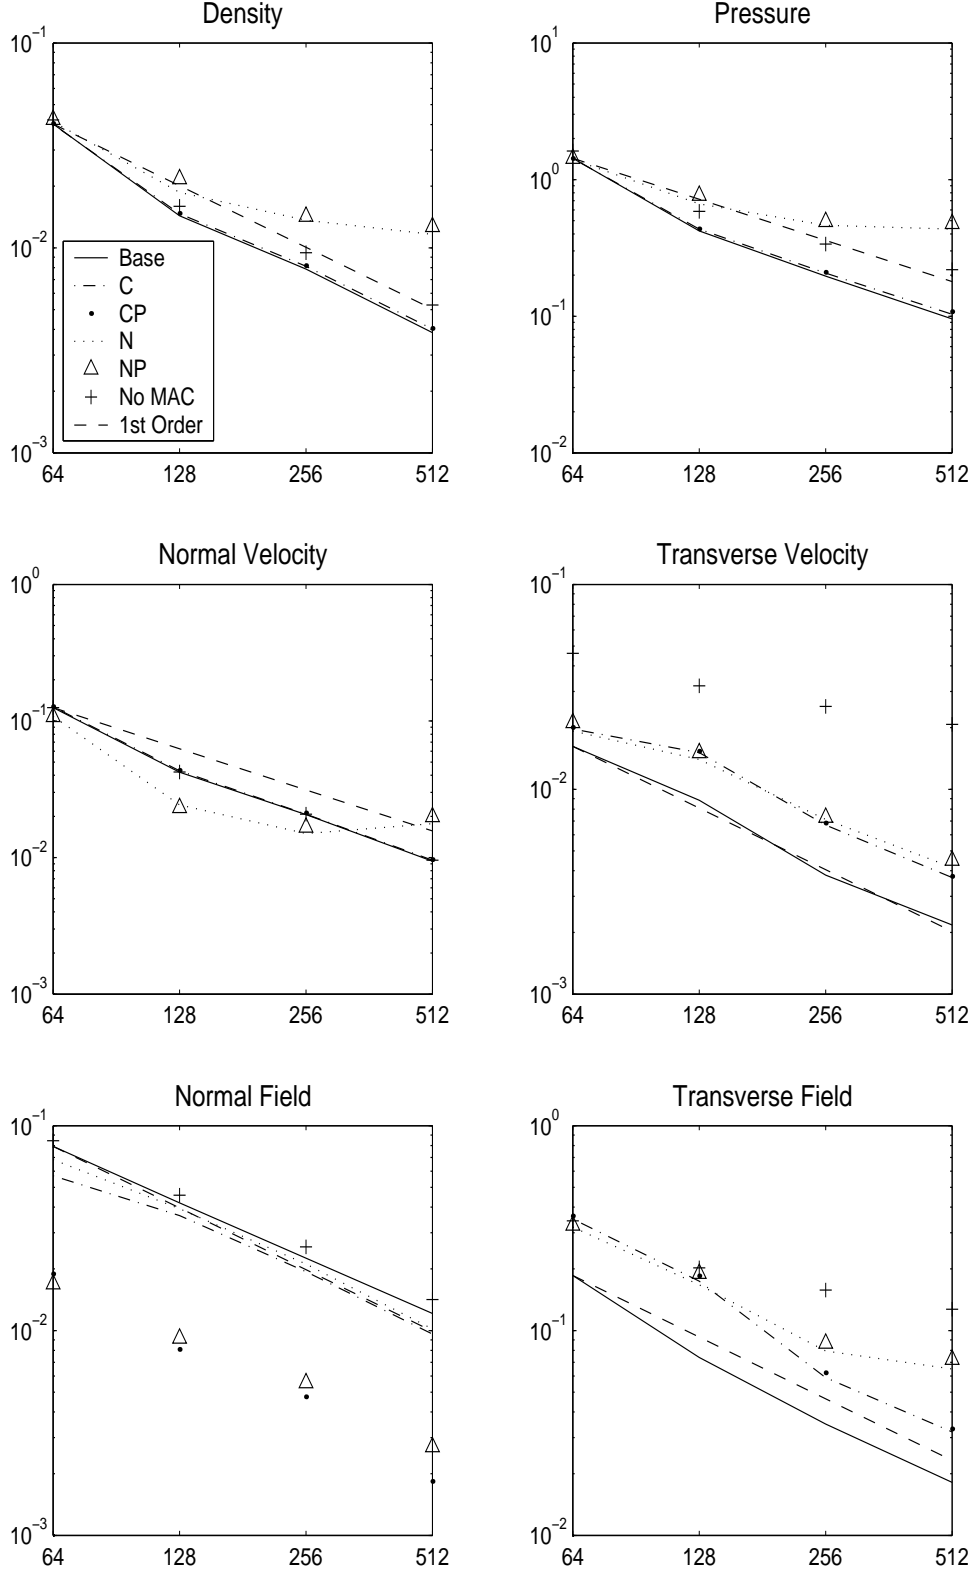 Density
Pressure
10^−1
10^−2
10^−3
64 128 256 512
Base
C
CP
N
NP
No MAC
1st Order
10^1
10^0
10^−1
10^−2
64 128 256 512
Normal Velocity
Transverse Velocity
10^0
10^−1
10^−2
10^−3
64 128 256 512
10^−1
10^−2
10^−3
64 128 256 512
Normal Field
Transverse Field
10^−1
10^−2
10^−3
64 128 256 512
10^0
10^−1
10^−2
64 128 256 512